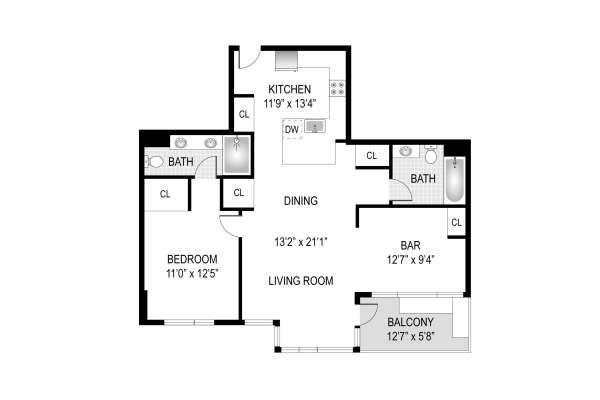 KITCHEN
11'9" x 13'4"
CL
DW
BATH
CL
BATH
CL
CL
DINING
CL
13'2" x 21'1"
BAR
12'7" x 9'4"
BEDROOM
11'0" x 12'5"
LIVING ROOM
BALCONY
12'7" x 5'8"